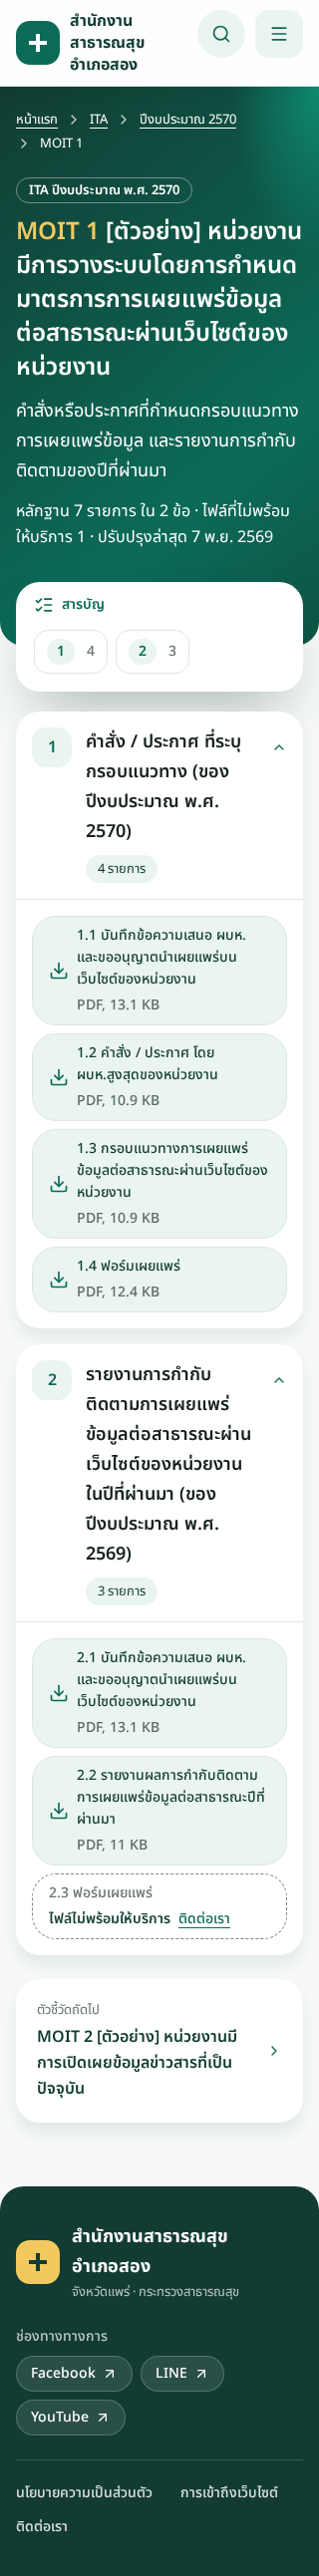 สำนักงาน
สาธารณสุข
อำเภอสอง
หน้าแรก
ITA
ปีงบประมาณ 2570
MOIT 1
ITA ปีงบประมาณ พ.ศ. 2570
MOIT 1 [ตัวอย่าง] หน่วยงาน
มีการวางระบบโดยการกำหนด
มาตรการการเผยแพร่ข้อมูล
ต่อสาธารณะผ่านเว็บไซต์ของ
หน่วยงาน
คำสั่งหรือประกาศที่กำหนดกรอบแนวทาง
การเผยแพร่ข้อมูล และรายงานการกำกับ
ติดตามของปีที่ผ่านมา
หลักฐาน 7 รายการ ใน 2 ข้อ · ไฟล์ที่ไม่พร้อม
ให้บริการ 1 · ปรับปรุงล่าสุด 7 พ.ย. 2569
สารบัญ
1 4
2 3
1
คำสั่ง / ประกาศ ที่ระบุ
กรอบแนวทาง (ของ
ปีงบประมาณ พ.ศ.
2570)
4 รายการ
1.1 บันทึกข้อความเสนอ ผบห.
และขออนุญาตนำเผยแพร่บน
เว็บไซต์ของหน่วยงาน
PDF, 13.1 KB
1.2 คำสั่ง / ประกาศ โดย
ผบห.สูงสุดของหน่วยงาน
PDF, 10.9 KB
1.3 กรอบแนวทางการเผยแพร่
ข้อมูลต่อสาธารณะผ่านเว็บไซต์ของ
หน่วยงาน
PDF, 10.9 KB
1.4 ฟอร์มเผยแพร่
PDF, 12.4 KB
2
รายงานการกำกับ
ติดตามการเผยแพร่
ข้อมูลต่อสาธารณะผ่าน
เว็บไซต์ของหน่วยงาน
ในปีที่ผ่านมา (ของ
ปีงบประมาณ พ.ศ.
2569)
3 รายการ
2.1 บันทึกข้อความเสนอ ผบห.
และขออนุญาตนำเผยแพร่บน
เว็บไซต์ของหน่วยงาน
PDF, 13.1 KB
2.2 รายงานผลการกำกับติดตาม
การเผยแพร่ข้อมูลต่อสาธารณะปีที่
ผ่านมา
PDF, 11 KB
2.3 ฟอร์มเผยแพร่
ไฟล์ไม่พร้อมให้บริการ ติดต่อเรา
ตัวชี้วัดถัดไป
MOIT 2 [ตัวอย่าง] หน่วยงานมี
การเปิดเผยข้อมูลข่าวสารที่เป็น
ปัจจุบัน
สำนักงานสาธารณสุข
อำเภอสอง
จังหวัดแพร่ · กระทรวงสาธารณสุข
ช่องทางทางการ
Facebook
LINE
YouTube
นโยบายความเป็นส่วนตัว
การเข้าถึงเว็บไซต์
ติดต่อเรา